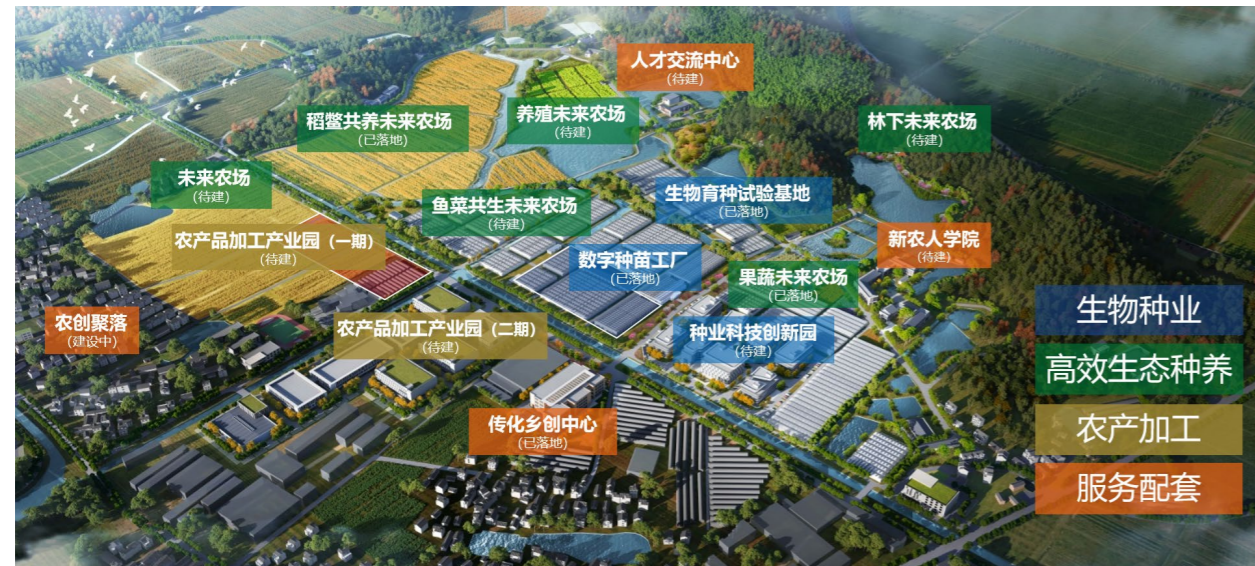 人才交流中心
(待建)
稻鳖共养未来农场
(已落地)
养殖未来农场
(待建)
林下未来农场
(待建)
未来农场
(待建)
鱼菜共生未来农场
(待建)
生物育种试验基地
(已落地)
农产品加工产业园（一期）
(待建)
数字种苗工厂
(已落地)
新农人学院
(待建)
果蔬未来农场
(已落地)
农创聚落
(建设中)
农产品加工产业园（二期）
(待建)
种业科技创新园
(待建)
传化乡创中心
(已落地)
生物种业
高效生态种养
农产加工
服务配套